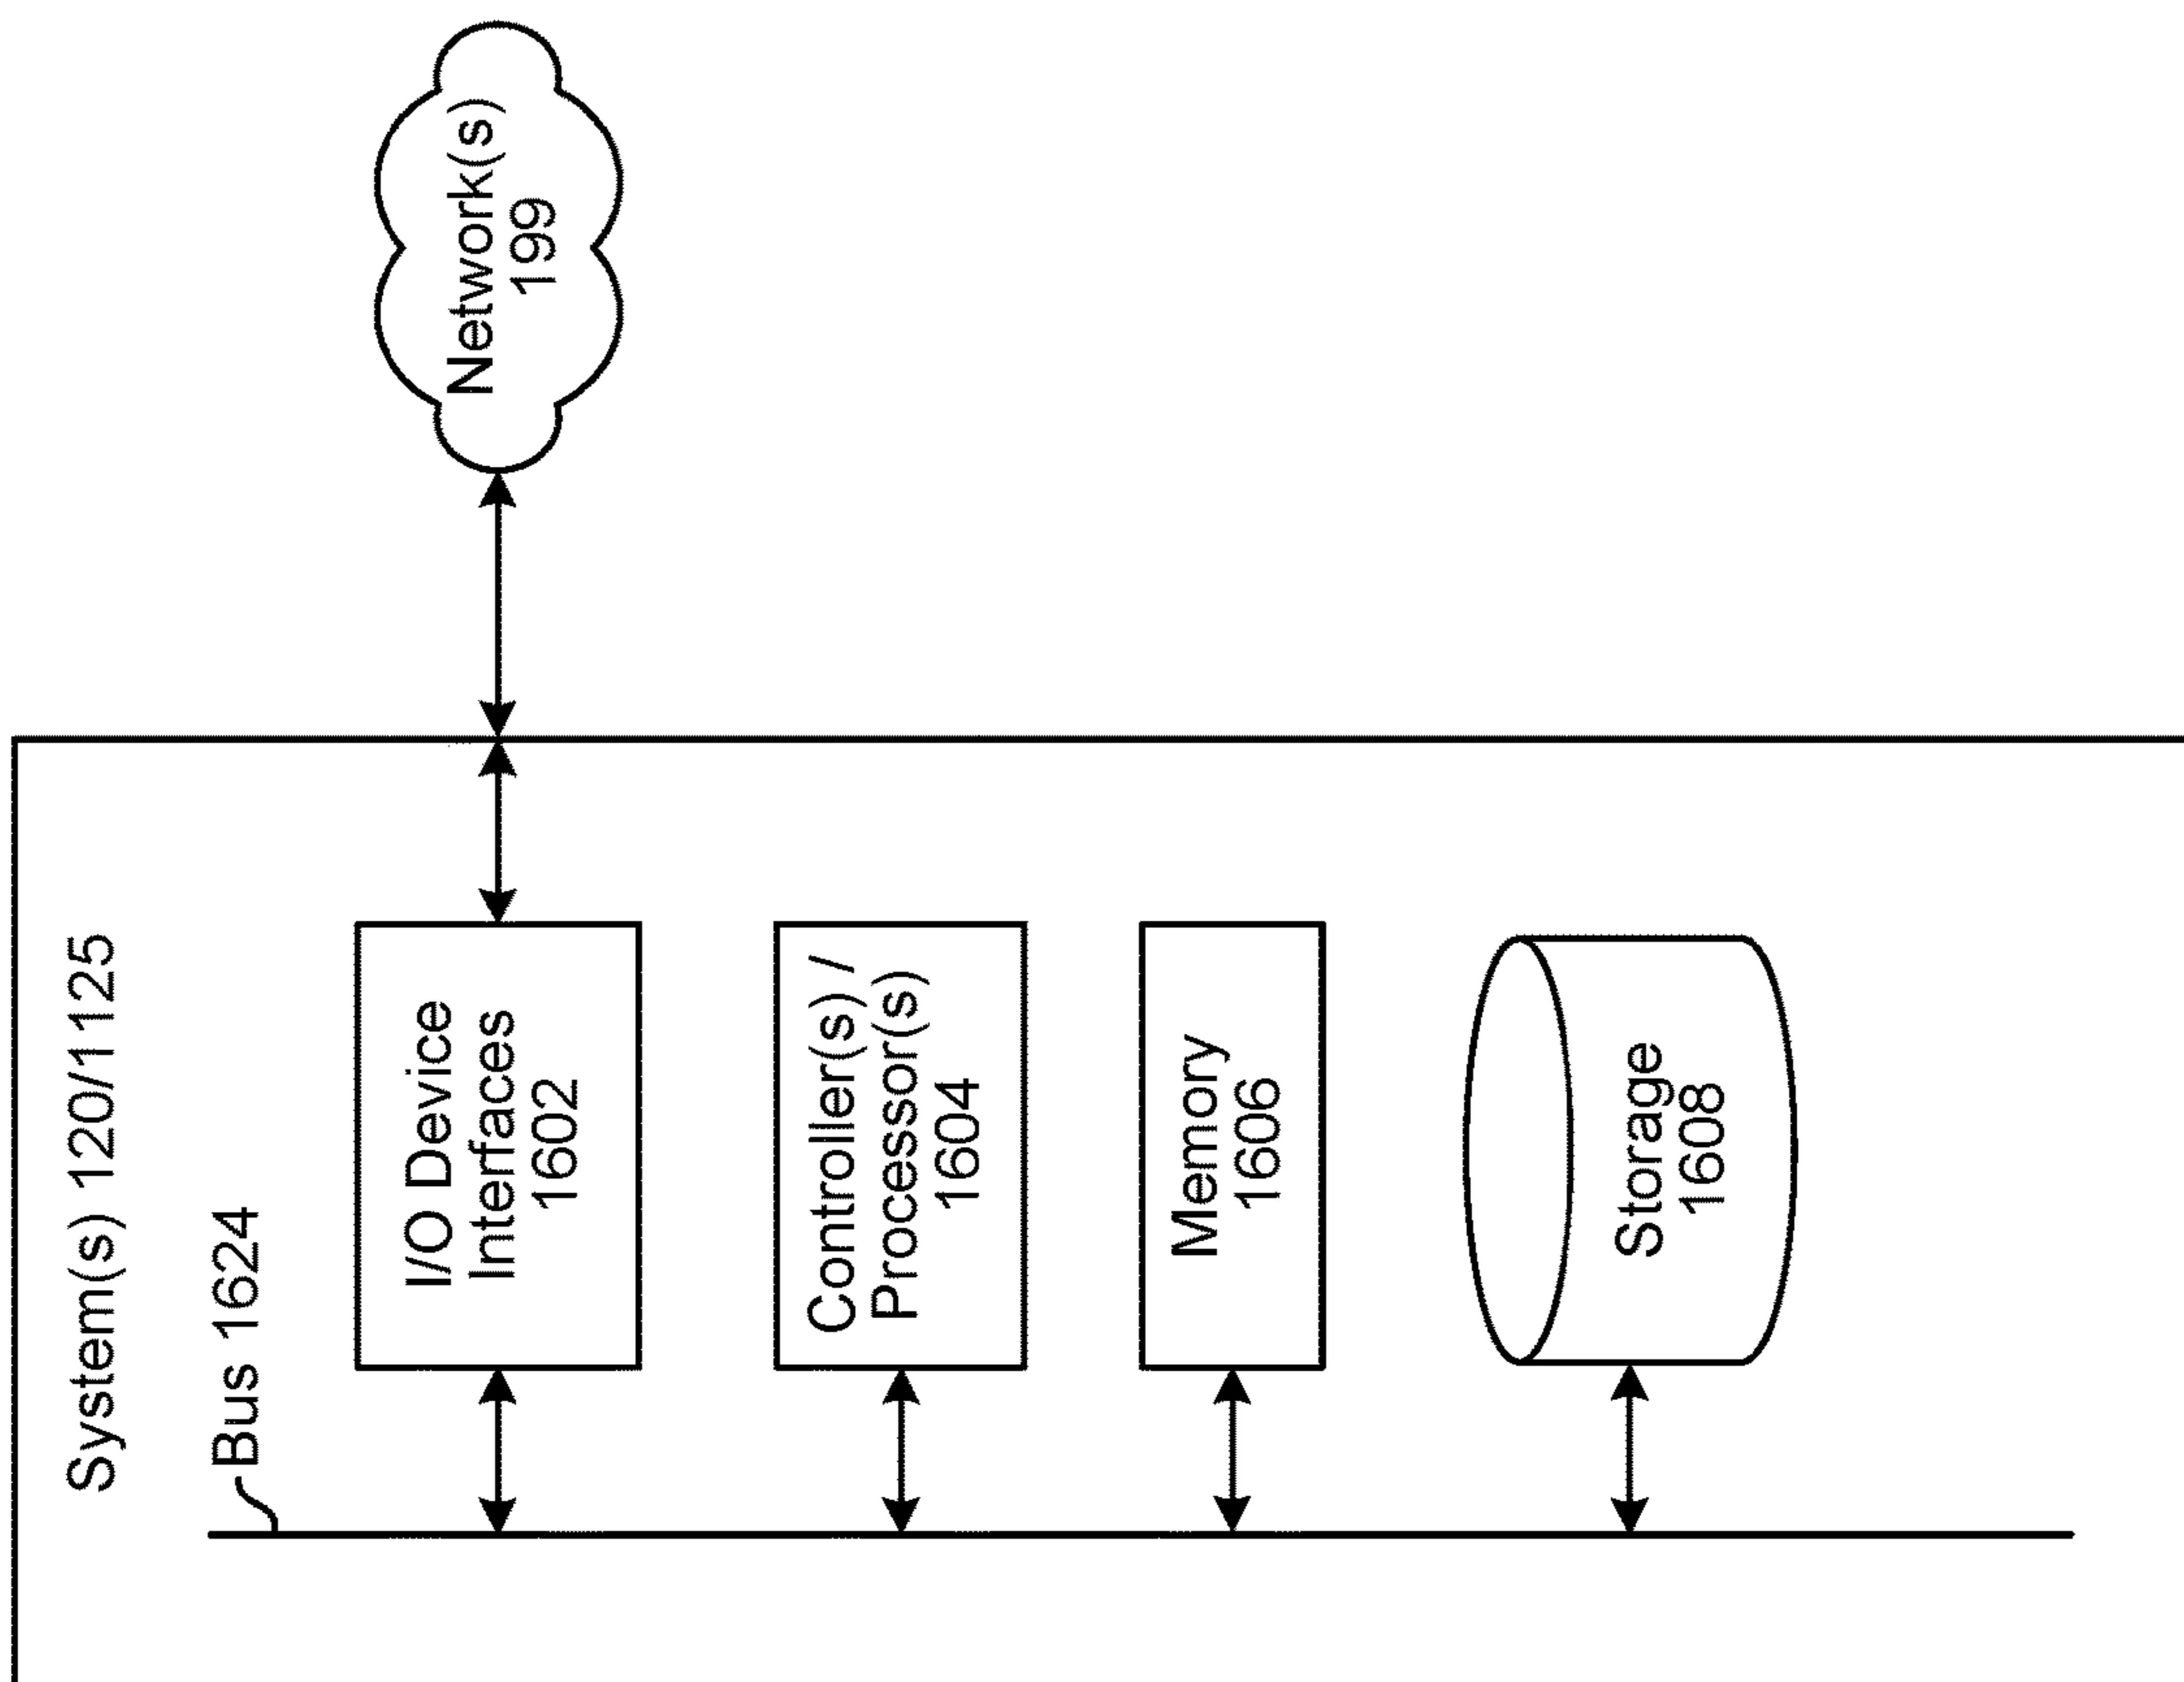 System(s) 120/1125
Bus 1624
I/O Device
Interfaces
1602
Network(s)
199
Controller(s) /
Processor(s)
1604
Memory
1606
Storage
1608